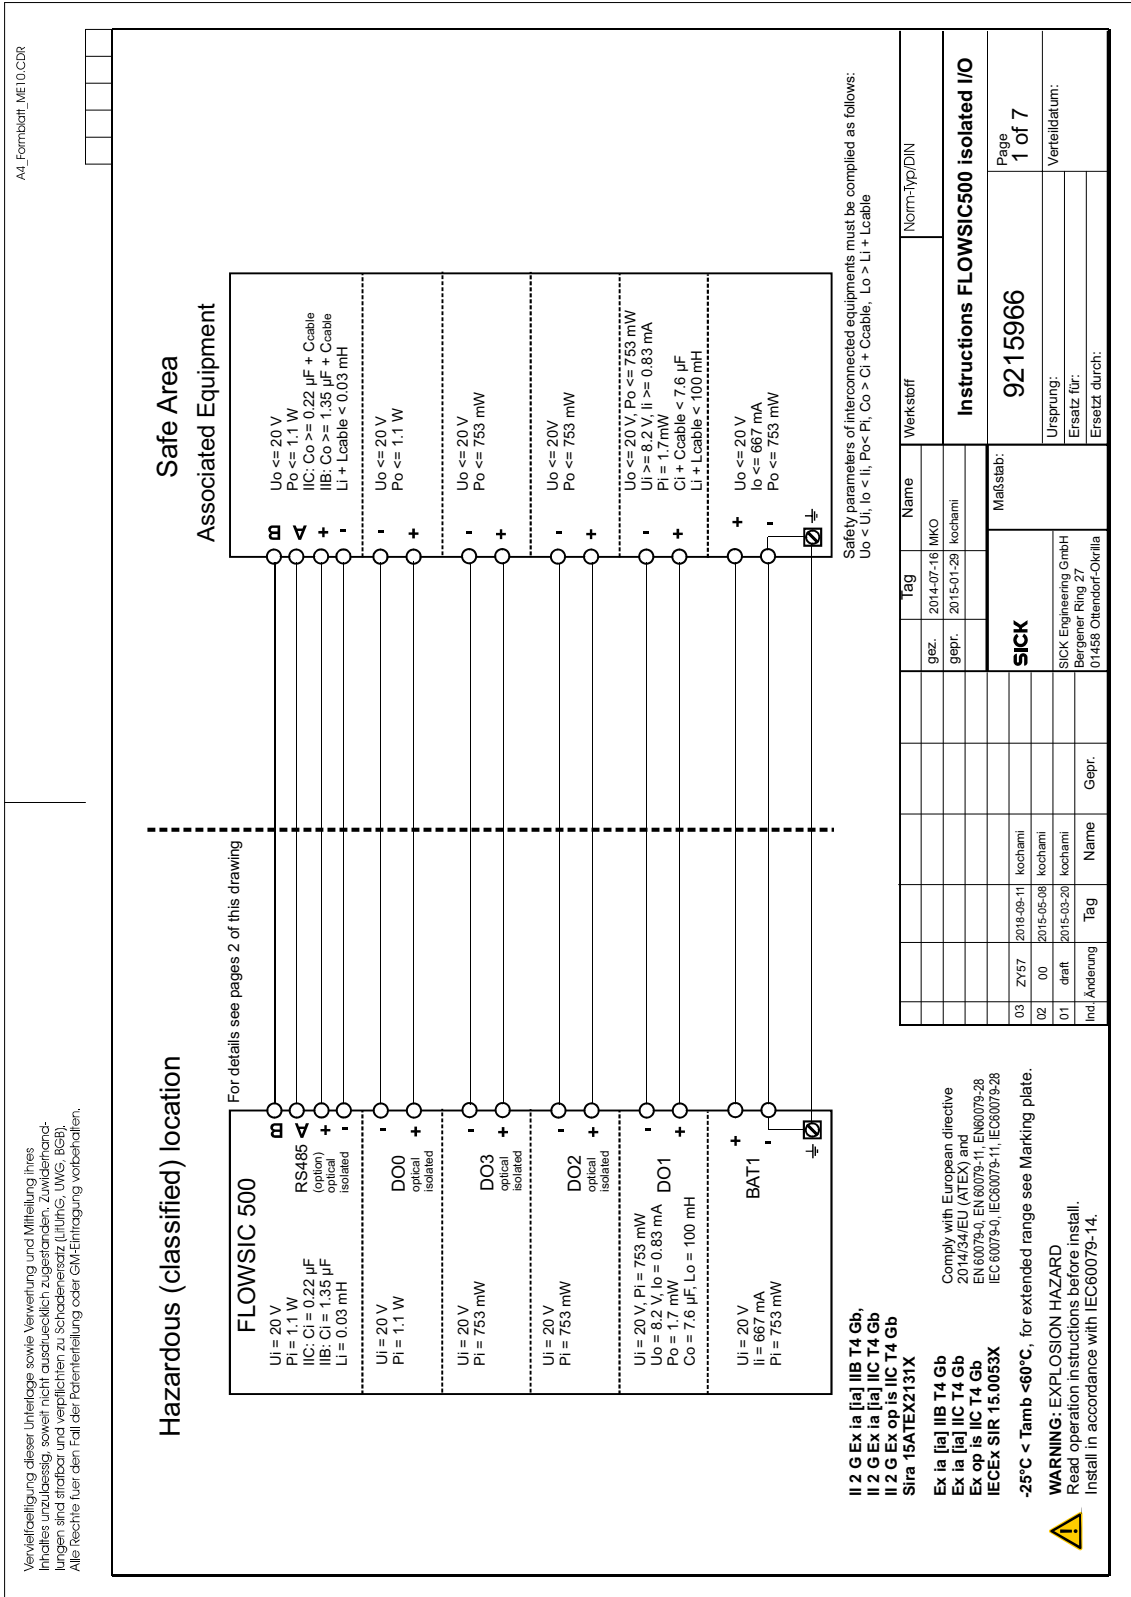 A4_Formblatt_ME10.CDR
Vervielfaeltigung dieser Unterlage sowie Verwertung und Mitteilung ihres
Inhaltes unzulaessig, soweit nicht ausdruecklich zugestanden. Zuwiderhand-
lungen sind strafbar und verpflichten zu Schadenersatz (LitUrhG, UWG, BGB).
Alle Rechte fuer den Fall der Patenterteilung oder GM-Eintragung vorbehalten.
Hazardous (classified) location
Safe Area
Associated Equipment
For details see pages 2 of this drawing
FLOWSIC 500
Ui = 20 V
Pi = 1.1 W
IIC: Ci = 0.22 µF
IIB: Ci = 1.35 µF
Li = 0.03 mH
RS485
(option)
optical
isolated
B
A
+
-
B
A
+
-
Uo <= 20 V
Po <= 1.1 W
IIC: Co >= 0.22 µF + Ccable
IIB: Co >= 1.35 µF + Ccable
Li + Lcable < 0.03 mH
Ui = 20 V
Pi = 1.1 W
DO0
optical
isolated
-
+
-
+
Uo <= 20 V
Po <= 1.1 W
Ui = 20 V
Pi = 753 mW
DO3
optical
isolated
-
+
-
+
Uo <= 20 V
Po <= 753 mW
Ui = 20 V
Pi = 753 mW
DO2
optical
isolated
-
+
-
+
Uo <= 20V
Po <= 753 mW
Ui = 20 V, Pi = 753 mW
Uo = 8.2 V, Io = 0.83 mA
Po = 1.7 mW
Co = 7.6 µF, Lo = 100 mH
DO1
-
+
-
+
Uo <= 20 V, Po <= 753 mW
Ui >= 8.2 V, Ii >= 0.83 mA
Pi = 1.7mW
Ci + Ccable < 7.6 µF
Li + Lcable < 100 mH
Ui = 20 V
Ii = 667 mA
Pi = 753 mW
BAT1
+
-
+
-
Uo <= 20 V
Io <= 667 mA
Po <= 753 mW
Safety parameters of interconnected equipments must be complied as follows:
Uo < Ui, Io < Ii, Po< Pi, Co > Ci + Ccable, Lo > Li + Lcable
II 2 G Ex ia [ia] IIB T4 Gb,
II 2 G Ex ia [ia] IIC T4 Gb
II 2 G Ex op is IIC T4 Gb
Sira 15ATEX2131X
Ex ia [ia] IIB T4 Gb
Ex ia [ia] IIC T4 Gb
Ex op is IIC T4 Gb
IECEx SIR 15.0053X
Comply with European directive
2014/34/EU (ATEX) and
EN 60079-0, EN 60079-11, EN60079-28
IEC 60079-0, IEC60079-11, IEC60079-28
-25°C < Tamb <60°C, for extended range see Marking plate.
WARNING: EXPLOSION HAZARD
Read operation instructions before install.
Install in accordance with IEC60079-14.
03 ZY57 2018-09-11 kochami
02 00 2015-05-08 kochami
01 draft 2015-03-20 kochami
Ind. Änderung Tag Name Gepr.
Tag Name
gez. 2014-07-16 MKO
gepr. 2015-01-29 kochami
SICK
Maßstab:
SICK Engineering GmbH
Bergener Ring 27
01458 Ottendorf-Okrilla
Werkstoff
Norm-Typ/DIN
Instructions FLOWSIC500 isolated I/O
9215966
Page
1 of 7
Ursprung:
Ersatz für:
Ersetzt durch:
Verteildatum: